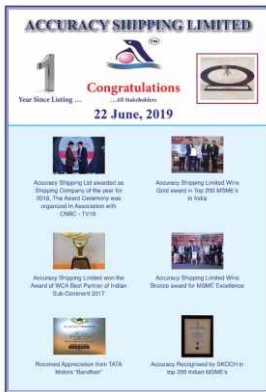 ACCURACY SHIPPING LIMITED
TM
1
Year Since Listing ...
Congratulations
...All Stakeholders
22 June, 2019
Accuracy Shipping Ltd awarded as
Shipping Company of the year for
2018, The Award Ceremony was
organized in Association with
CNBC - TV18
Accuracy Shipping Limited Wins
Gold award in Top 200 MSME's
in India
Accuracy Shipping Limited won the
Award of WCA Best Partner of Indian
Sub-Continent 2017
Accuracy Shipping Limited Wins
Bronze award for MSME Excellence
Received Appreciation from TATA
Motors "Bandhan"
Accuracy Recognised by SKOCH in
top 200 Indian MSME's